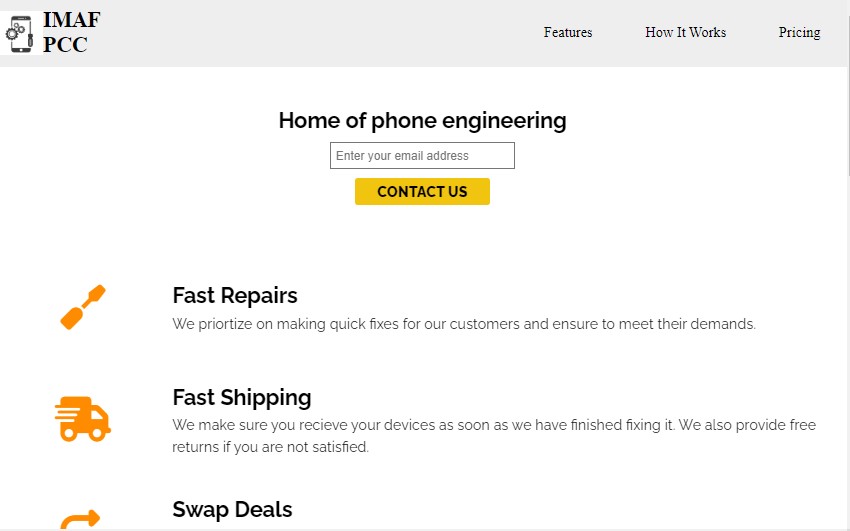 IMAF
PCC
Features
How It Works
Pricing
Home of phone engineering
Enter your email address
CONTACT US
Fast Repairs
We priortize on making quick fixes for our customers and ensure to meet their demands.
Fast Shipping
We make sure you recieve your devices as soon as we have finished fixing it. We also provide free
returns if you are not satisfied.
Swap Deals